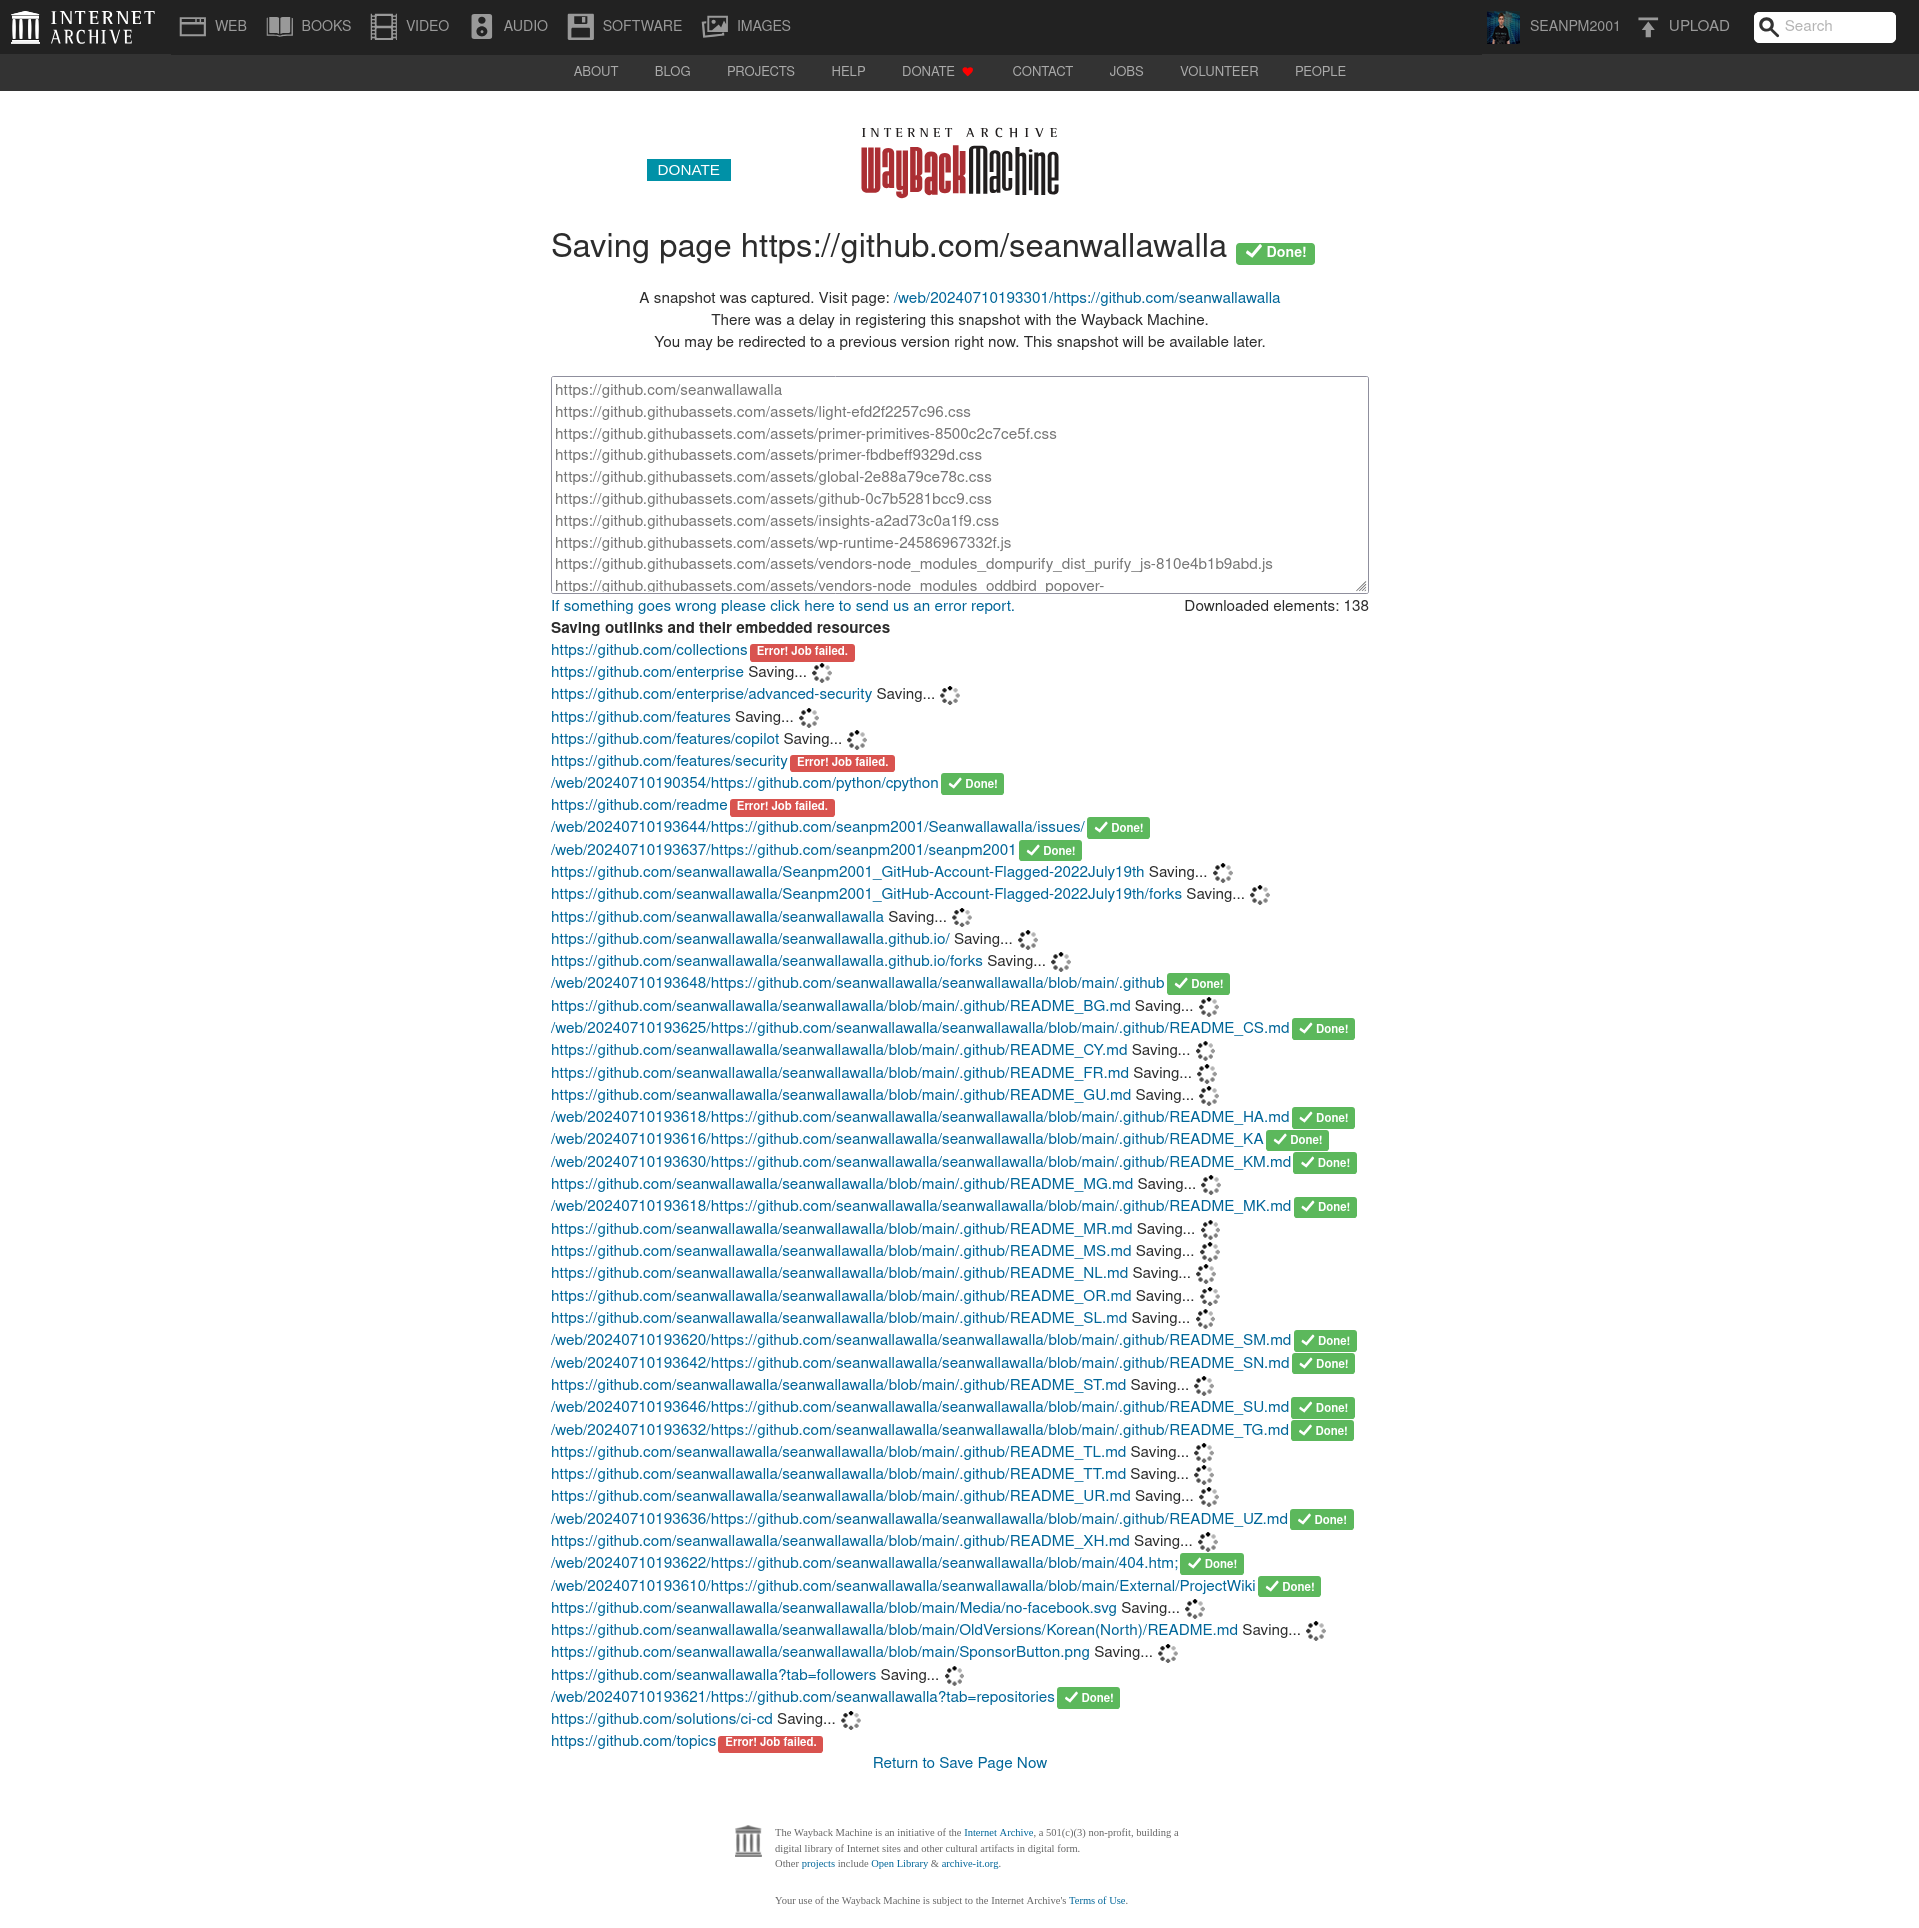 INTERNET ARCHIVE
WEB BOOKS VIDEO AUDIO SOFTWARE IMAGES SEANPM2001 UPLOAD Search
ABOUT BLOG PROJECTS HELP DONATE CONTACT JOBS VOLUNTEER PEOPLE
INTERNET ARCHIVE
WayBackMachine
DONATE
Saving page https://github.com/seanwallawalla Done!
A snapshot was captured. Visit page: /web/20240710193301/https://github.com/seanwallawalla
There was a delay in registering this snapshot with the Wayback Machine.
You may be redirected to a previous version right now. This snapshot will be available later.
https://github.com/seanwallawalla
https://github.githubassets.com/assets/light-efd2f2257c96.css
https://github.githubassets.com/assets/primer-primitives-8500c2c7ce5f.css
https://github.githubassets.com/assets/primer-fbdbeff9329d.css
https://github.githubassets.com/assets/global-2e88a79ce78c.css
https://github.githubassets.com/assets/github-0c7b5281bcc9.css
https://github.githubassets.com/assets/insights-a2ad73c0a1f9.css
https://github.githubassets.com/assets/wp-runtime-24586967332f.js
https://github.githubassets.com/assets/vendors-node_modules_dompurify_dist_purify_js-810e4b1b9abd.js
https://github.githubassets.com/assets/vendors-node_modules_oddbird_popover-
If something goes wrong please click here to send us an error report. Downloaded elements: 138
Saving outlinks and their embedded resources
https://github.com/collections Error! Job failed.
https://github.com/enterprise Saving...
https://github.com/enterprise/advanced-security Saving...
https://github.com/features Saving...
https://github.com/features/copilot Saving...
https://github.com/features/security Error! Job failed.
/web/20240710190354/https://github.com/python/cpython Done!
https://github.com/readme Error! Job failed.
/web/20240710193644/https://github.com/seanpm2001/Seanwallawalla/issues/ Done!
/web/20240710193637/https://github.com/seanpm2001/seanpm2001 Done!
https://github.com/seanwallawalla/Seanpm2001_GitHub-Account-Flagged-2022July19th Saving...
https://github.com/seanwallawalla/Seanpm2001_GitHub-Account-Flagged-2022July19th/forks Saving...
https://github.com/seanwallawalla/seanwallawalla Saving...
https://github.com/seanwallawalla/seanwallawalla.github.io/ Saving...
https://github.com/seanwallawalla/seanwallawalla.github.io/forks Saving...
/web/20240710193648/https://github.com/seanwallawalla/seanwallawalla/blob/main/.github Done!
https://github.com/seanwallawalla/seanwallawalla/blob/main/.github/README_BG.md Saving...
/web/20240710193625/https://github.com/seanwallawalla/seanwallawalla/blob/main/.github/README_CS.md Done!
https://github.com/seanwallawalla/seanwallawalla/blob/main/.github/README_CY.md Saving...
https://github.com/seanwallawalla/seanwallawalla/blob/main/.github/README_FR.md Saving...
https://github.com/seanwallawalla/seanwallawalla/blob/main/.github/README_GU.md Saving...
/web/20240710193618/https://github.com/seanwallawalla/seanwallawalla/blob/main/.github/README_HA.md Done!
/web/20240710193616/https://github.com/seanwallawalla/seanwallawalla/blob/main/.github/README_KA Done!
/web/20240710193630/https://github.com/seanwallawalla/seanwallawalla/blob/main/.github/README_KM.md Done!
https://github.com/seanwallawalla/seanwallawalla/blob/main/.github/README_MG.md Saving...
/web/20240710193618/https://github.com/seanwallawalla/seanwallawalla/blob/main/.github/README_MK.md Done!
https://github.com/seanwallawalla/seanwallawalla/blob/main/.github/README_MR.md Saving...
https://github.com/seanwallawalla/seanwallawalla/blob/main/.github/README_MS.md Saving...
https://github.com/seanwallawalla/seanwallawalla/blob/main/.github/README_NL.md Saving...
https://github.com/seanwallawalla/seanwallawalla/blob/main/.github/README_OR.md Saving...
https://github.com/seanwallawalla/seanwallawalla/blob/main/.github/README_SL.md Saving...
/web/20240710193620/https://github.com/seanwallawalla/seanwallawalla/blob/main/.github/README_SM.md Done!
/web/20240710193642/https://github.com/seanwallawalla/seanwallawalla/blob/main/.github/README_SN.md Done!
https://github.com/seanwallawalla/seanwallawalla/blob/main/.github/README_ST.md Saving...
/web/20240710193646/https://github.com/seanwallawalla/seanwallawalla/blob/main/.github/README_SU.md Done!
/web/20240710193632/https://github.com/seanwallawalla/seanwallawalla/blob/main/.github/README_TG.md Done!
https://github.com/seanwallawalla/seanwallawalla/blob/main/.github/README_TL.md Saving...
https://github.com/seanwallawalla/seanwallawalla/blob/main/.github/README_TT.md Saving...
https://github.com/seanwallawalla/seanwallawalla/blob/main/.github/README_UR.md Saving...
/web/20240710193636/https://github.com/seanwallawalla/seanwallawalla/blob/main/.github/README_UZ.md Done!
https://github.com/seanwallawalla/seanwallawalla/blob/main/.github/README_XH.md Saving...
/web/20240710193622/https://github.com/seanwallawalla/seanwallawalla/blob/main/404.htm; Done!
/web/20240710193610/https://github.com/seanwallawalla/seanwallawalla/blob/main/External/ProjectWiki Done!
https://github.com/seanwallawalla/seanwallawalla/blob/main/Media/no-facebook.svg Saving...
https://github.com/seanwallawalla/seanwallawalla/blob/main/OldVersions/Korean(North)/README.md Saving...
https://github.com/seanwallawalla/seanwallawalla/blob/main/SponsorButton.png Saving...
https://github.com/seanwallawalla?tab=followers Saving...
/web/20240710193621/https://github.com/seanwallawalla?tab=repositories Done!
https://github.com/solutions/ci-cd Saving...
https://github.com/topics Error! Job failed.
Return to Save Page Now
The Wayback Machine is an initiative of the Internet Archive, a 501(c)(3) non-profit, building a
digital library of Internet sites and other cultural artifacts in digital form.
Other projects include Open Library & archive-it.org.
Your use of the Wayback Machine is subject to the Internet Archive's Terms of Use.